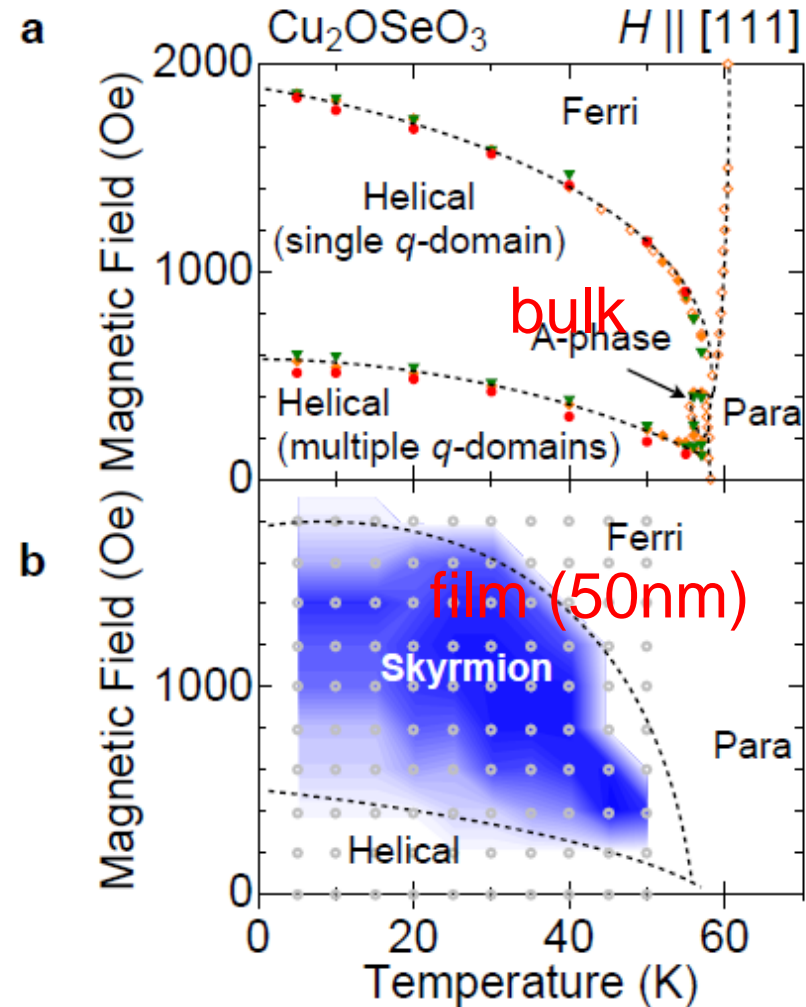 a
Cu₂OSeO₃ H || [111]
2000
Magnetic Field (Oe)
Ferri
Helical
(single q-domain)
1000
bulk
A-phase
Helical
(multiple q-domains)
Para
0
b
Magnetic Field (Oe)
Ferri
film (50nm)
Skyrmion
1000
Para
Helical
0
0 20 40 60
Temperature (K)